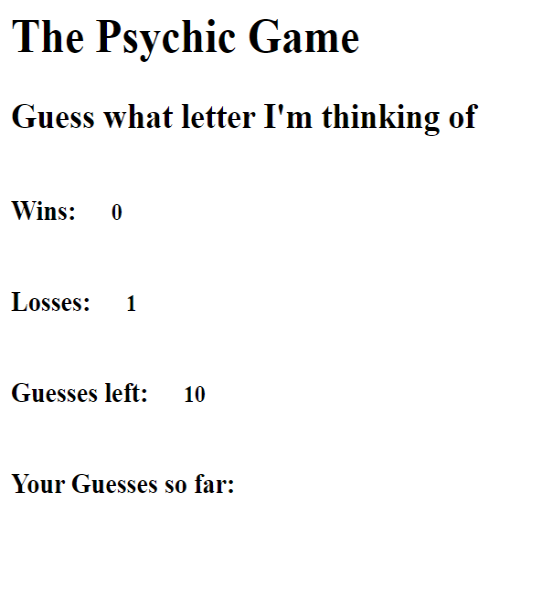 The Psychic Game
Guess what letter I'm thinking of
Wins: 0
Losses: 1
Guesses left: 10
Your Guesses so far: